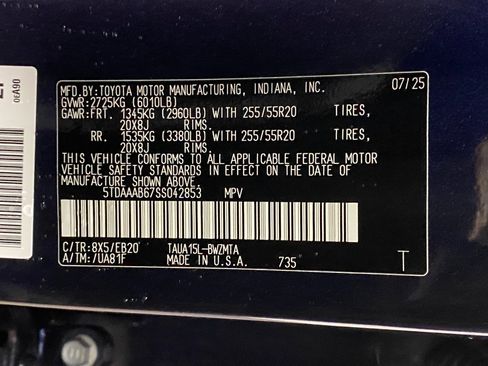 MFD.BY:TOYOTA MOTOR MANUFACTURING, INDIANA, INC. 07/25
GVWR:2725KG (6010LB)
GAWR:FRT. 1345KG (2960LB) WITH 255/55R20 TIRES,
20X8J RIMS.
RR. 1535KG (3380LB) WITH 255/55R20 TIRES,
20X8J RIMS.
THIS VEHICLE CONFORMS TO ALL APPLICABLE FEDERAL MOTOR
VEHICLE SAFETY STANDARDS IN EFFECT ON THE DATE OF
MANUFACTURE SHOWN ABOVE.
5TDAAAB67SS042853 MPV
C/TR:8X5/EB20 TAUA15L-BWZMTA
A/TM:/UA81F MADE IN U.S.A. 735 T
0EA90